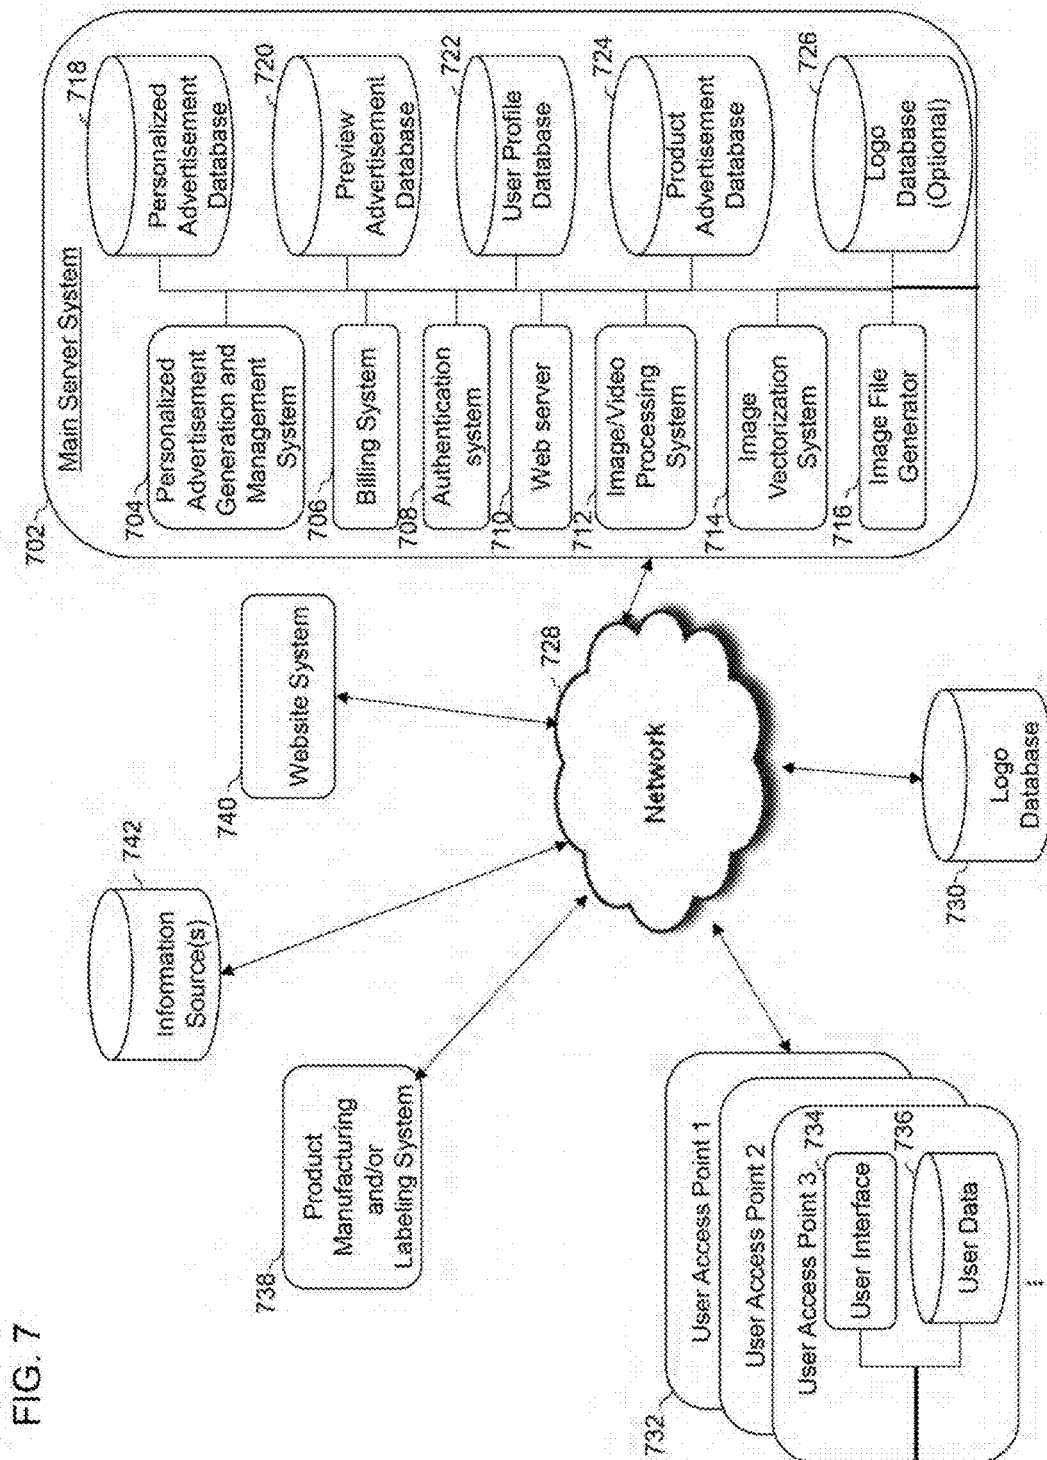 FIG. 7
738
Product
Manufacturing
and/or
Labeling System
742
Information
Source(s)
740
Website System
702
Main Server System
704
Personalized
Advertisement
Generation and
Management
System
706
Billing System
708
Authentication
system
710
Web server
712
Image/Video
Processing
System
714
Image
Vectorization
System
716
Image File
Generator
718
Personalized
Advertisement
Database
720
Preview
Advertisement
Database
722
User Profile
Database
724
Product
Advertisement
Database
726
Logo
Database
(Optional)
728
Network
732
User Access Point 1
User Access Point 2
User Access Point 3
734
User Interface
736
User Data
⋮
730
Logo
Database